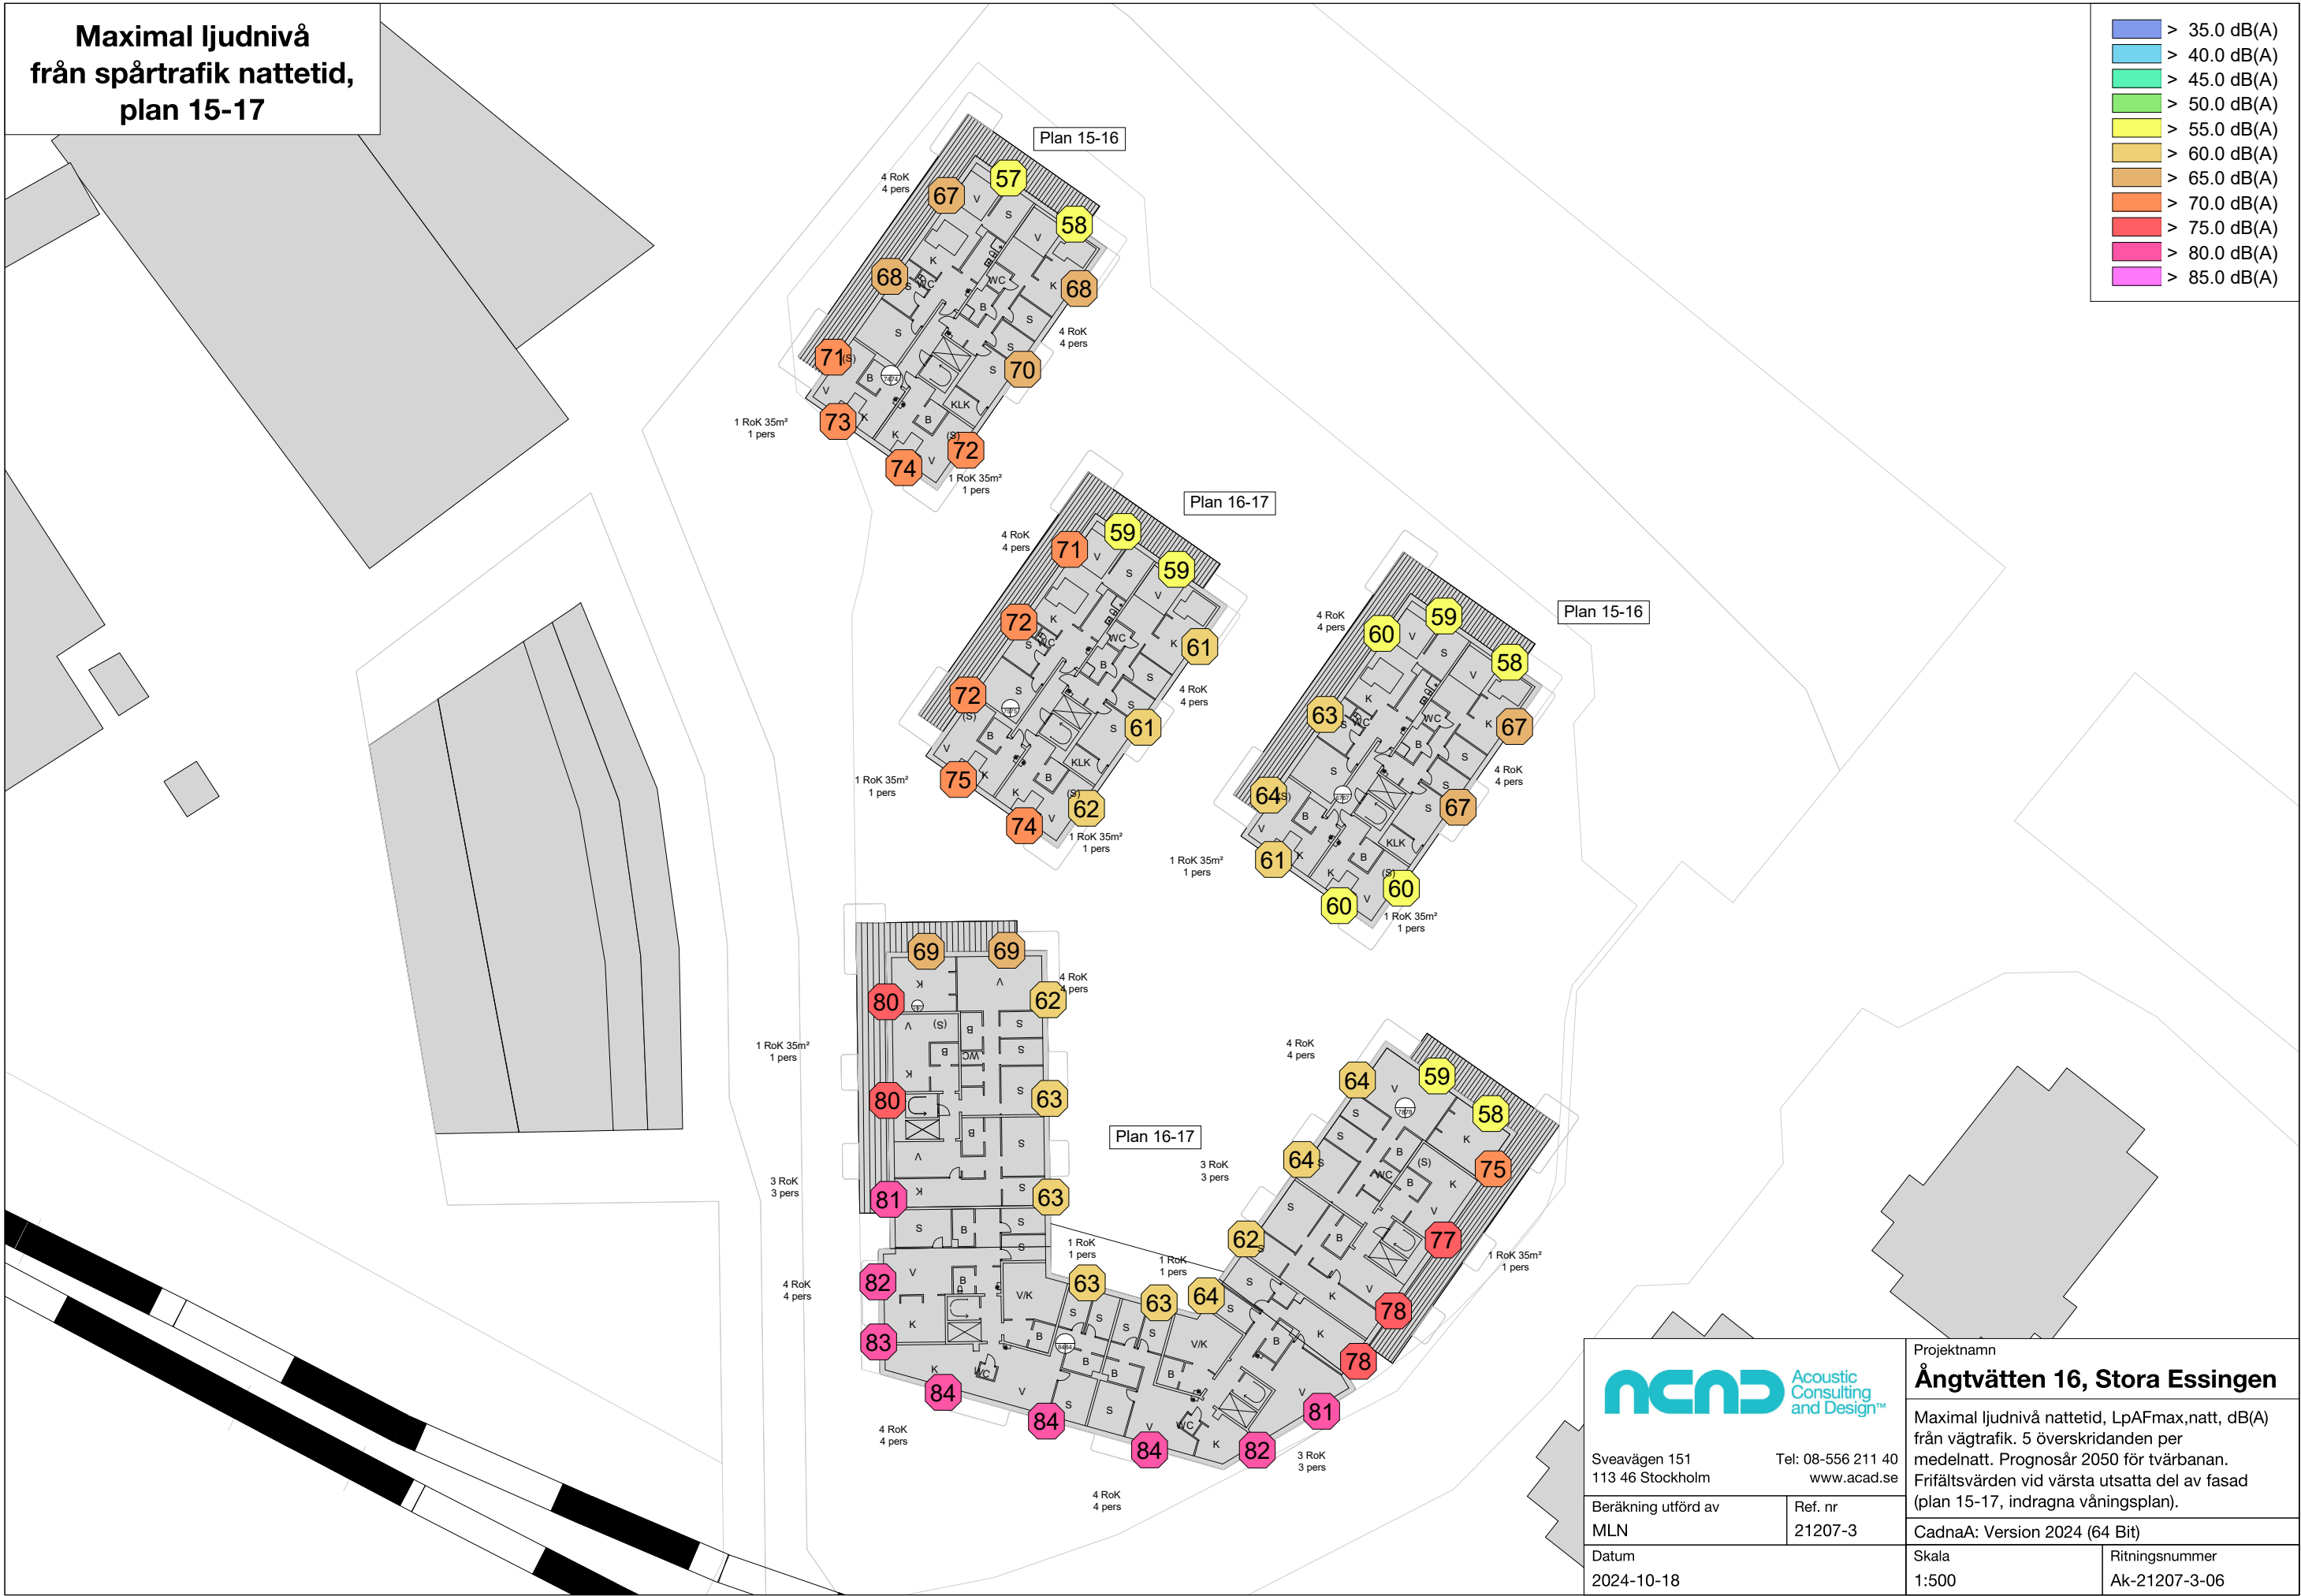 Maximal ljudnivå
från spårtrafik nattetid,
plan 15-17
> 35.0 dB(A)
> 40.0 dB(A)
> 45.0 dB(A)
> 50.0 dB(A)
> 55.0 dB(A)
> 60.0 dB(A)
> 65.0 dB(A)
> 70.0 dB(A)
> 75.0 dB(A)
> 80.0 dB(A)
> 85.0 dB(A)
Plan 15-16
4 RoK
4 pers
57
67
V
S
58
V
K
68
S
WC
WC
K
68
B
S
4 RoK
4 pers
S
S
71
(S)
B
S
70
V
KLK
1 RoK 35m²
1 pers
73
K
B
K
(S)
72
74
V
1 RoK 35m²
1 pers
Plan 16-17
4 RoK
4 pers
59
71
V
S
59
V
72
K
S
WC
WC
K
61
B
S
4 RoK
4 pers
72
S
(S)
S
S
61
B
V
KLK
1 RoK 35m²
1 pers
75
K
B
K
(S)
62
74
V
1 RoK 35m²
1 pers
Plan 15-16
4 RoK
4 pers
59
60
V
S
58
V
K
63
S
WC
WC
K
67
B
S
4 RoK
4 pers
S
S
64
(S)
B
S
67
V
KLK
1 RoK 35m²
1 pers
61
K
B
K
(S)
60
60
V
1 RoK 35m²
1 pers
69
69
K
V
4 RoK
4 pers
80
62
V
(S)
B
S
1 RoK 35m²
1 pers
B
WC
S
K
S
80
63
B
S
V
3 RoK
3 pers
81
K
S
63
S
B
S
S
4 RoK
4 pers
82
V
B
V/K
K
83
B
K
WC
V
84
84
4 RoK
4 pers
Plan 16-17
1 RoK
1 pers
1 RoK
1 pers
63
63
64
S
S
S
S
S
V/K
B
B
B
B
S
S
V
WC
K
V
84
82
81
4 RoK
4 pers
3 RoK
3 pers
4 RoK
4 pers
64
V
59
58
S
K
S
B
3 RoK
3 pers
64
S
WC
(S)
75
B
K
S
V
62
S
B
77
1 RoK 35m²
1 pers
S
V
K
78
K
78
Acoustic
Consulting
and Design™
Sveavägen 151
113 46 Stockholm
Tel: 08-556 211 40
www.acad.se
Beräkning utförd av
MLN
Ref. nr
21207-3
Datum
2024-10-18
Projektnamn
Ångtvätten 16, Stora Essingen
Maximal ljudnivå nattetid, LpAFmax,natt, dB(A)
från vägtrafik. 5 överskridanden per
medelnatt. Prognosår 2050 för tvärbanan.
Frifältsvärden vid värsta utsatta del av fasad
(plan 15-17, indragna våningsplan).
CadnaA: Version 2024 (64 Bit)
Skala
1:500
Ritningsnummer
Ak-21207-3-06